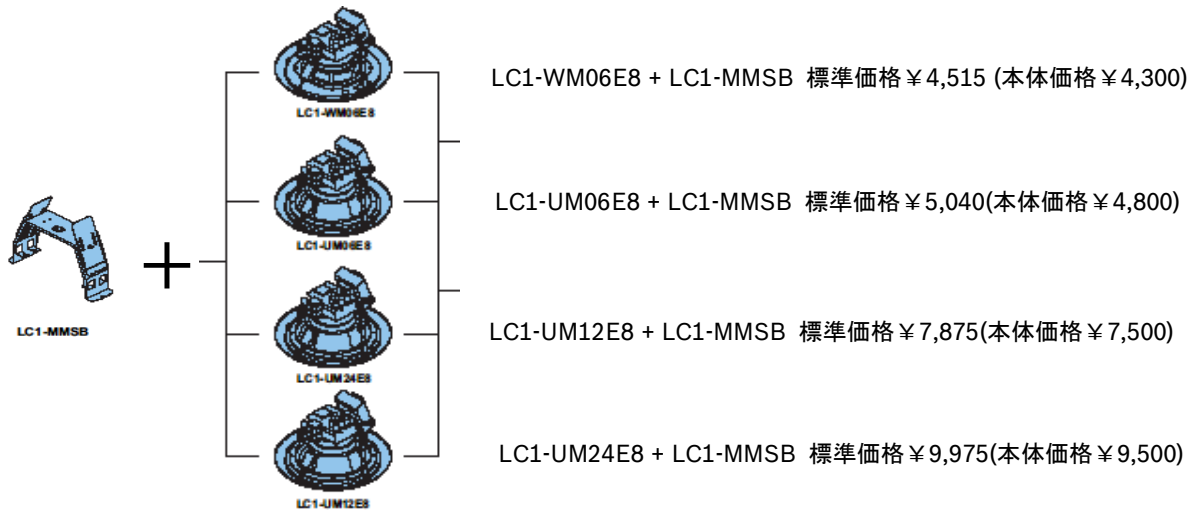 LC1-WM06E8
LC1-WM06E8 + LC1-MMSB 標準価格￥4,515 (本体価格￥4,300)
LC1-UM06E8
LC1-UM06E8 + LC1-MMSB 標準価格￥5,040(本体価格￥4,800)
LC1-MMSB
+
LC1-UM24E8
LC1-UM12E8 + LC1-MMSB 標準価格￥7,875(本体価格￥7,500)
LC1-UM12E8
LC1-UM24E8 + LC1-MMSB 標準価格￥9,975(本体価格￥9,500)